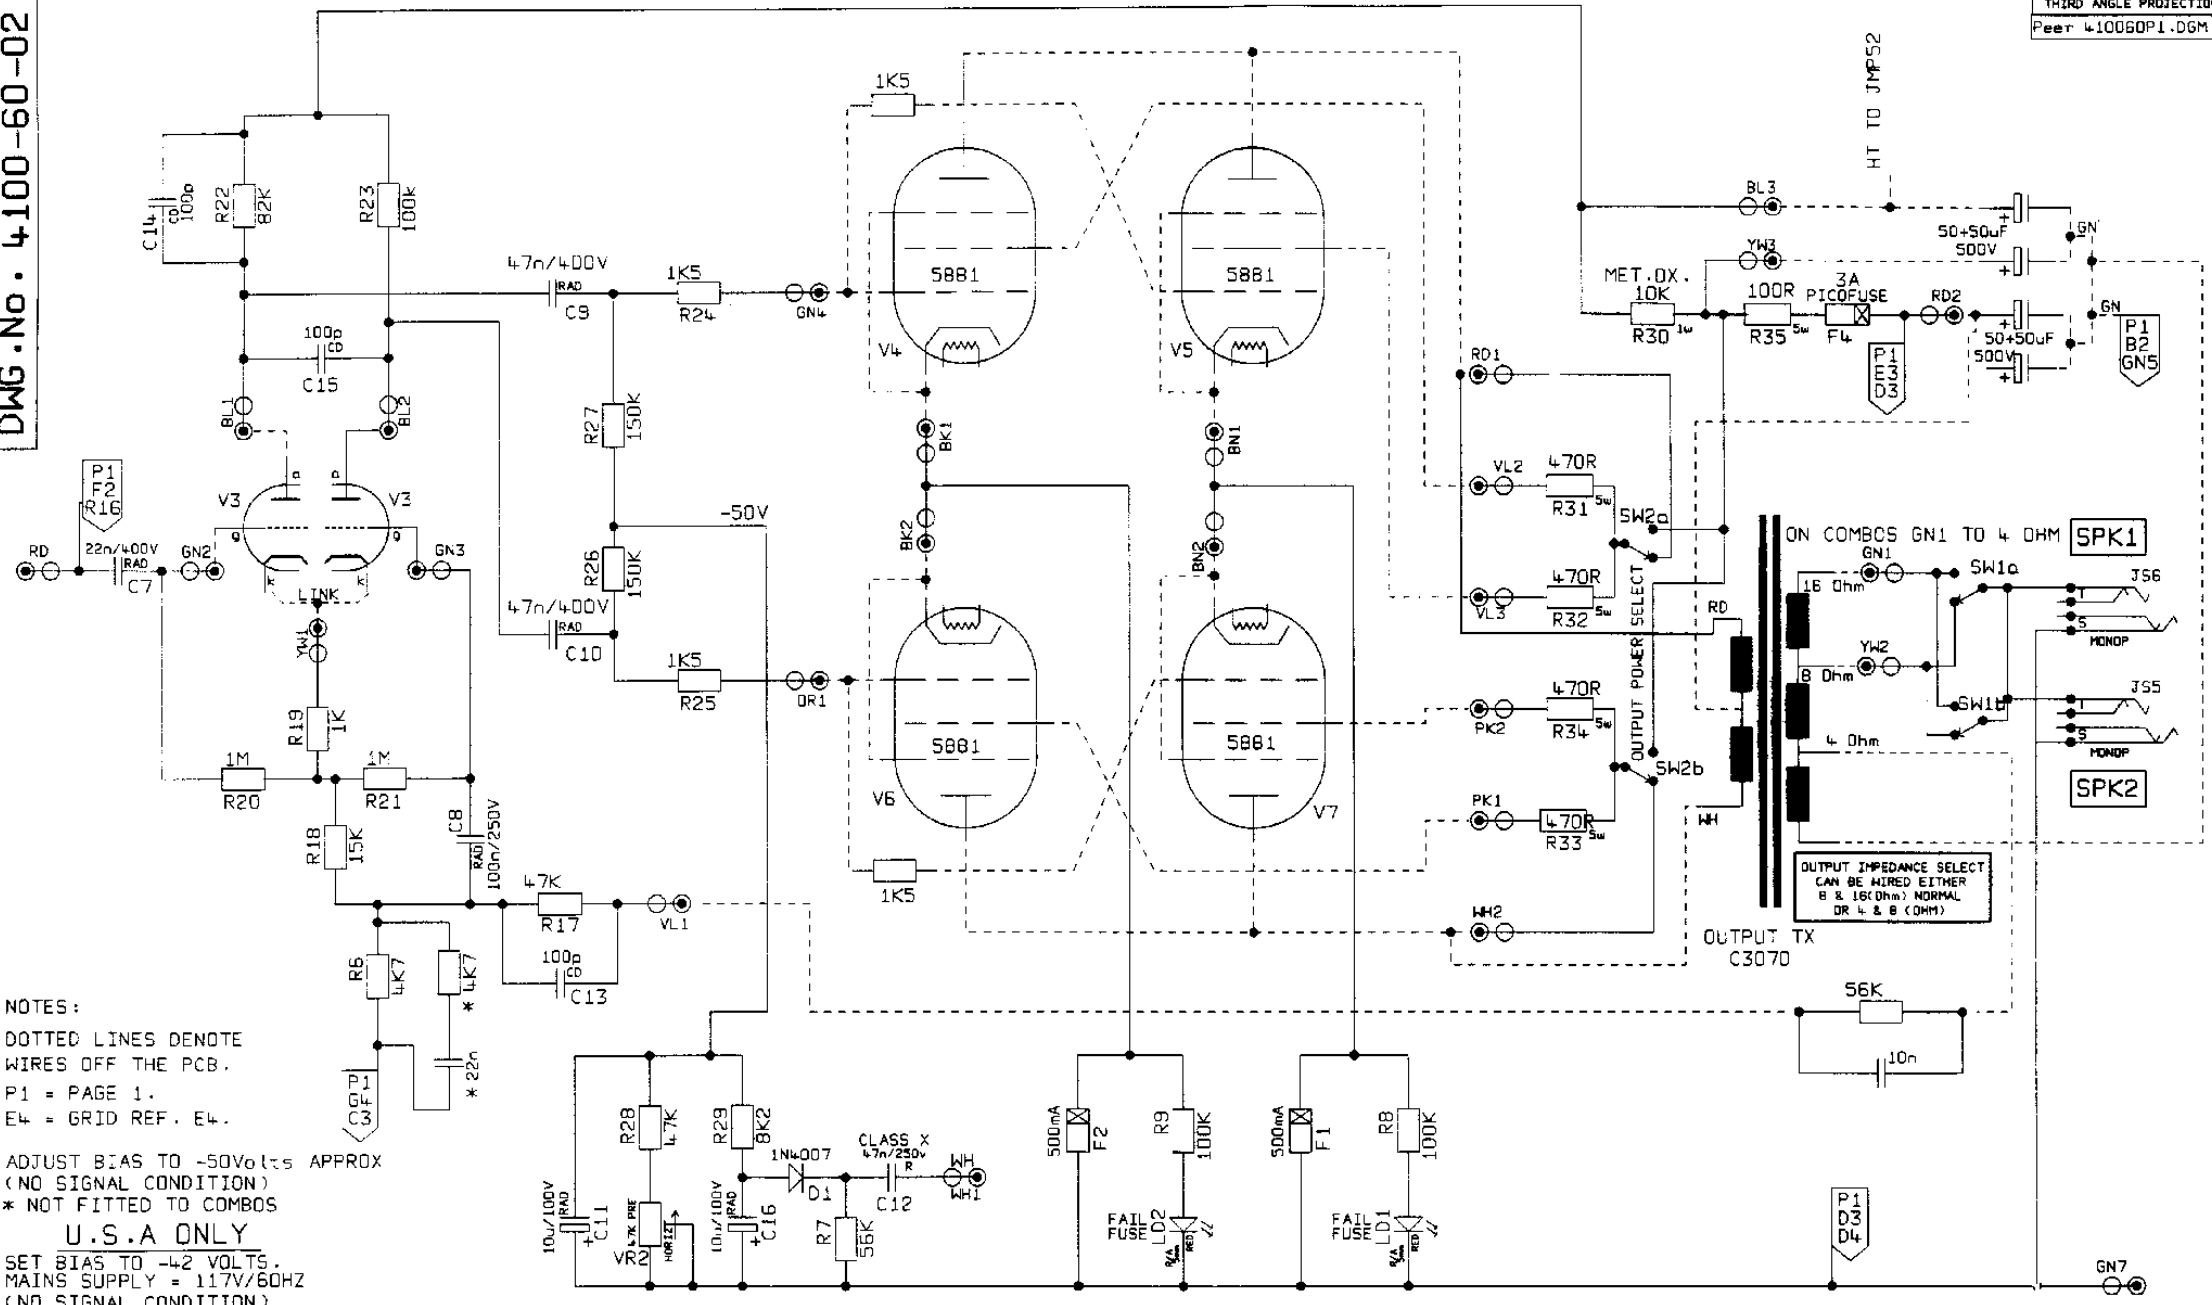 DWG.No. 4100-60-02
THIRD ANGLE PROJECTIO
Peer 410060P1.DGM
HT TO JMP52
1K5
C14
CD
100p
R22
82K
R23
100k
47n/400V
RAD
C9
1K5
R24
GN4
5881
V4
5881
V5
BL3
YW3
50+50uF
500V
GN
MET.OX.
10K
1w
R30
100R
5w
R35
3A
PICOFUSE
F4
RD2
GN
50+50uF
500V
P1
E3
D3
P1
B2
GN5
100p
CD
C15
BL1
BL2
R27
150K
RD1
BK1
BN1
VL2
470R
5w
R31
SW2a
P1
F2
R16
V3
a
p
V3
g
g
k
k
LINK
RD
22n/400V
RAD
C7
GN2
GN3
-50V
R26
150K
BK2
BN2
47n/400V
RAD
C10
VL3
470R
5w
R32
OUTPUT POWER SELECT
ON COMBOS GN1 TO 4 OHM
SPK1
GN1
SW1a
JS6
T
S
MONOP
16 Ohm
RD
YW2
8 Ohm
SW1b
JS5
T
S
MONOP
4 Ohm
SPK2
YW1
R19
1K
1K5
R25
OR1
5881
V6
5881
V7
PK2
470R
5w
R34
SW2b
PK1
470R
5w
R33
WH
1M
R20
1M
R21
R18
15K
C8
RAD
100n/250V
1K5
47K
R17
VL1
100p
CD
C13
R6
4K7
4K7
*
* 22n
WH2
OUTPUT IMPEDANCE SELECT
CAN BE WIRED EITHER
8 & 16(Ohm) NORMAL
OR 4 & 8 (OHM)
OUTPUT TX
C3070
56K
10n
NOTES:
DOTTED LINES DENOTE
WIRES OFF THE PCB.
P1 = PAGE 1.
E4 = GRID REF. E4.
P1
G4
C3
ADJUST BIAS TO -50Volts APPROX
(NO SIGNAL CONDITION)
* NOT FITTED TO COMBOS
U.S.A ONLY
SET BIAS TO -42 VOLTS.
MAINS SUPPLY = 117V/60HZ
(NO SIGNAL CONDITION)
10u/100V
RAD
+
C11
R28
47K
47K PRE
HORIZ
VR2
R29
8K2
10u/100V
RAD
+
C16
1N4007
D1
R7
56K
CLASS X
47n/250v
R
C12
WH
WH1
500mA
F2
R9
100K
FAIL
FUSE
LD2
R/A
5mm
RED
500mA
F1
R8
100K
FAIL
FUSE
LD1
R/A
5mm
RED
P1
D3
D4
GN7